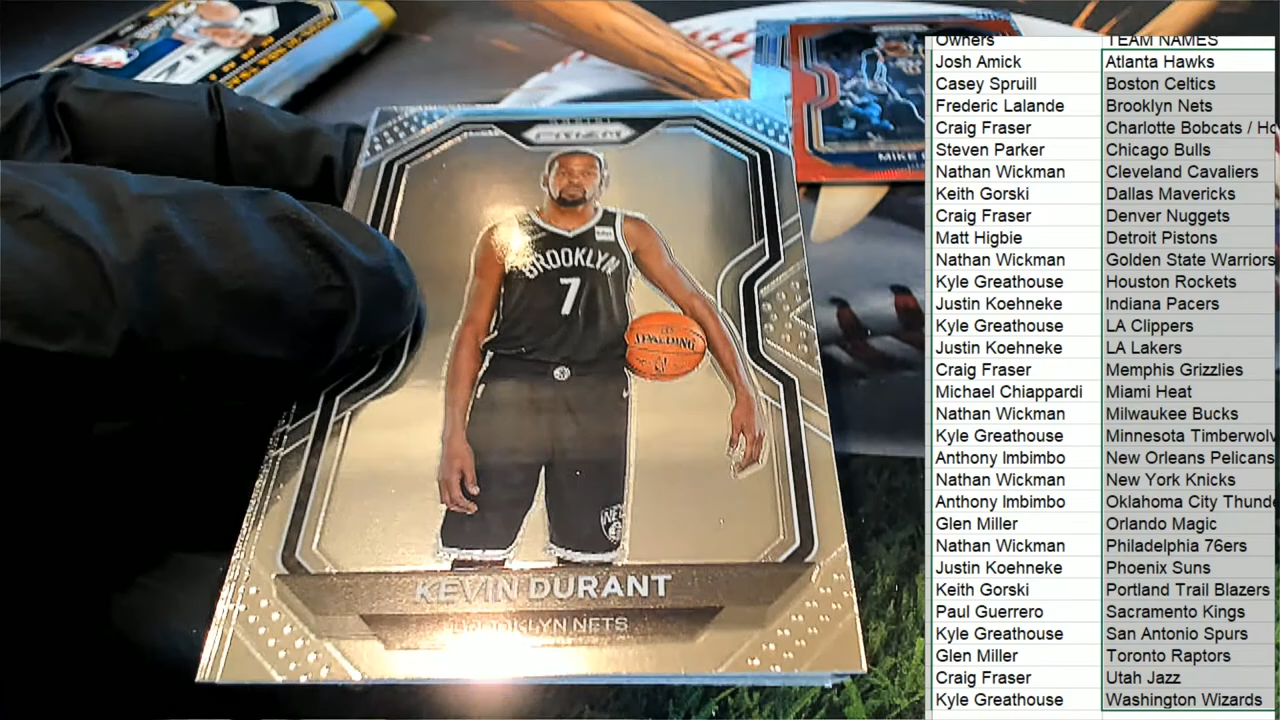 PRIZM
BROOKLYN
7
SPALDING
KEVIN DURANT
BROOKLYN NETS
MIKE
Owners TEAM NAMES
Josh Amick Atlanta Hawks
Casey Spruill Boston Celtics
Frederic Lalande Brooklyn Nets
Craig Fraser Charlotte Bobcats / Ho
Steven Parker Chicago Bulls
Nathan Wickman Cleveland Cavaliers
Keith Gorski Dallas Mavericks
Craig Fraser Denver Nuggets
Matt Higbie Detroit Pistons
Nathan Wickman Golden State Warriors
Kyle Greathouse Houston Rockets
Justin Koehneke Indiana Pacers
Kyle Greathouse LA Clippers
Justin Koehneke LA Lakers
Craig Fraser Memphis Grizzlies
Michael Chiappardi Miami Heat
Nathan Wickman Milwaukee Bucks
Kyle Greathouse Minnesota Timberwolv
Anthony Imbimbo New Orleans Pelicans
Nathan Wickman New York Knicks
Anthony Imbimbo Oklahoma City Thunde
Glen Miller Orlando Magic
Nathan Wickman Philadelphia 76ers
Justin Koehneke Phoenix Suns
Keith Gorski Portland Trail Blazers
Paul Guerrero Sacramento Kings
Kyle Greathouse San Antonio Spurs
Glen Miller Toronto Raptors
Craig Fraser Utah Jazz
Kyle Greathouse Washington Wizards